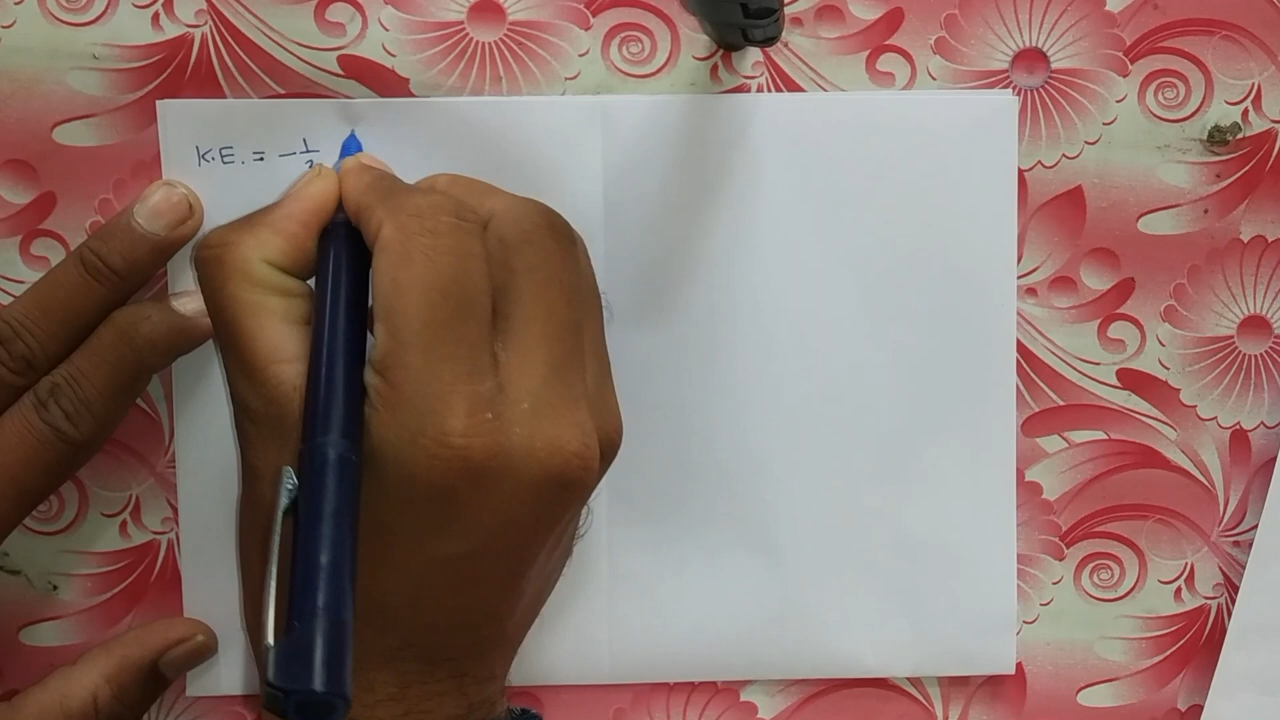 K.E. = -1/2